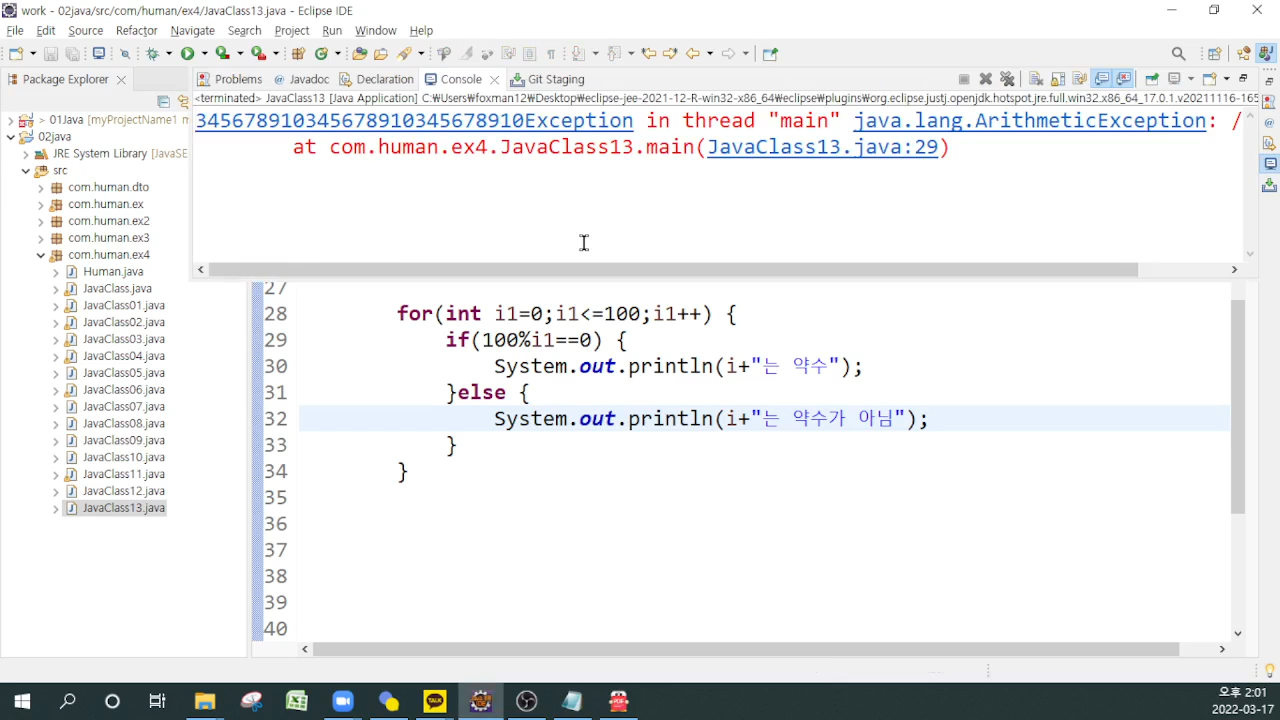 work - 02java/src/com/human/ex4/JavaClass13.java - Eclipse IDE
File Edit Source Refactor Navigate Search Project Run Window Help
Package Explorer
Problems Javadoc Declaration Console Git Staging
<terminated> JavaClass13 [Java Application] C:₩Users₩foxman12₩Desktop₩eclipse-jee-2021-12-R-win32-x86_64₩eclipse₩plugins₩org.eclipse.justj.openjdk.hotspot.jre.full.win32.x86_64_17.0.1.v20211116-165
345678910345678910345678910Exception in thread "main" java.lang.ArithmeticException: /
at com.human.ex4.JavaClass13.main(JavaClass13.java:29)
> 01Java [myProjectName1 m
02java
JRE System Library [JavaSE
src
com.human.dto
com.human.ex
com.human.ex2
com.human.ex3
com.human.ex4
Human.java
JavaClass.java
JavaClass01.java
JavaClass02.java
JavaClass03.java
JavaClass04.java
JavaClass05.java
JavaClass06.java
JavaClass07.java
JavaClass08.java
JavaClass09.java
JavaClass10.java
JavaClass11.java
JavaClass12.java
JavaClass13.java
27
28 for(int i1=0;i1<=100;i1++) {
29 if(100%i1==0) {
30 System.out.println(i+"는 약수");
31 }else {
32 System.out.println(i+"는 약수가 아님");
33 }
34 }
35
36
37
38
39
40
TALK
PDF
오후 2:01
2022-03-17